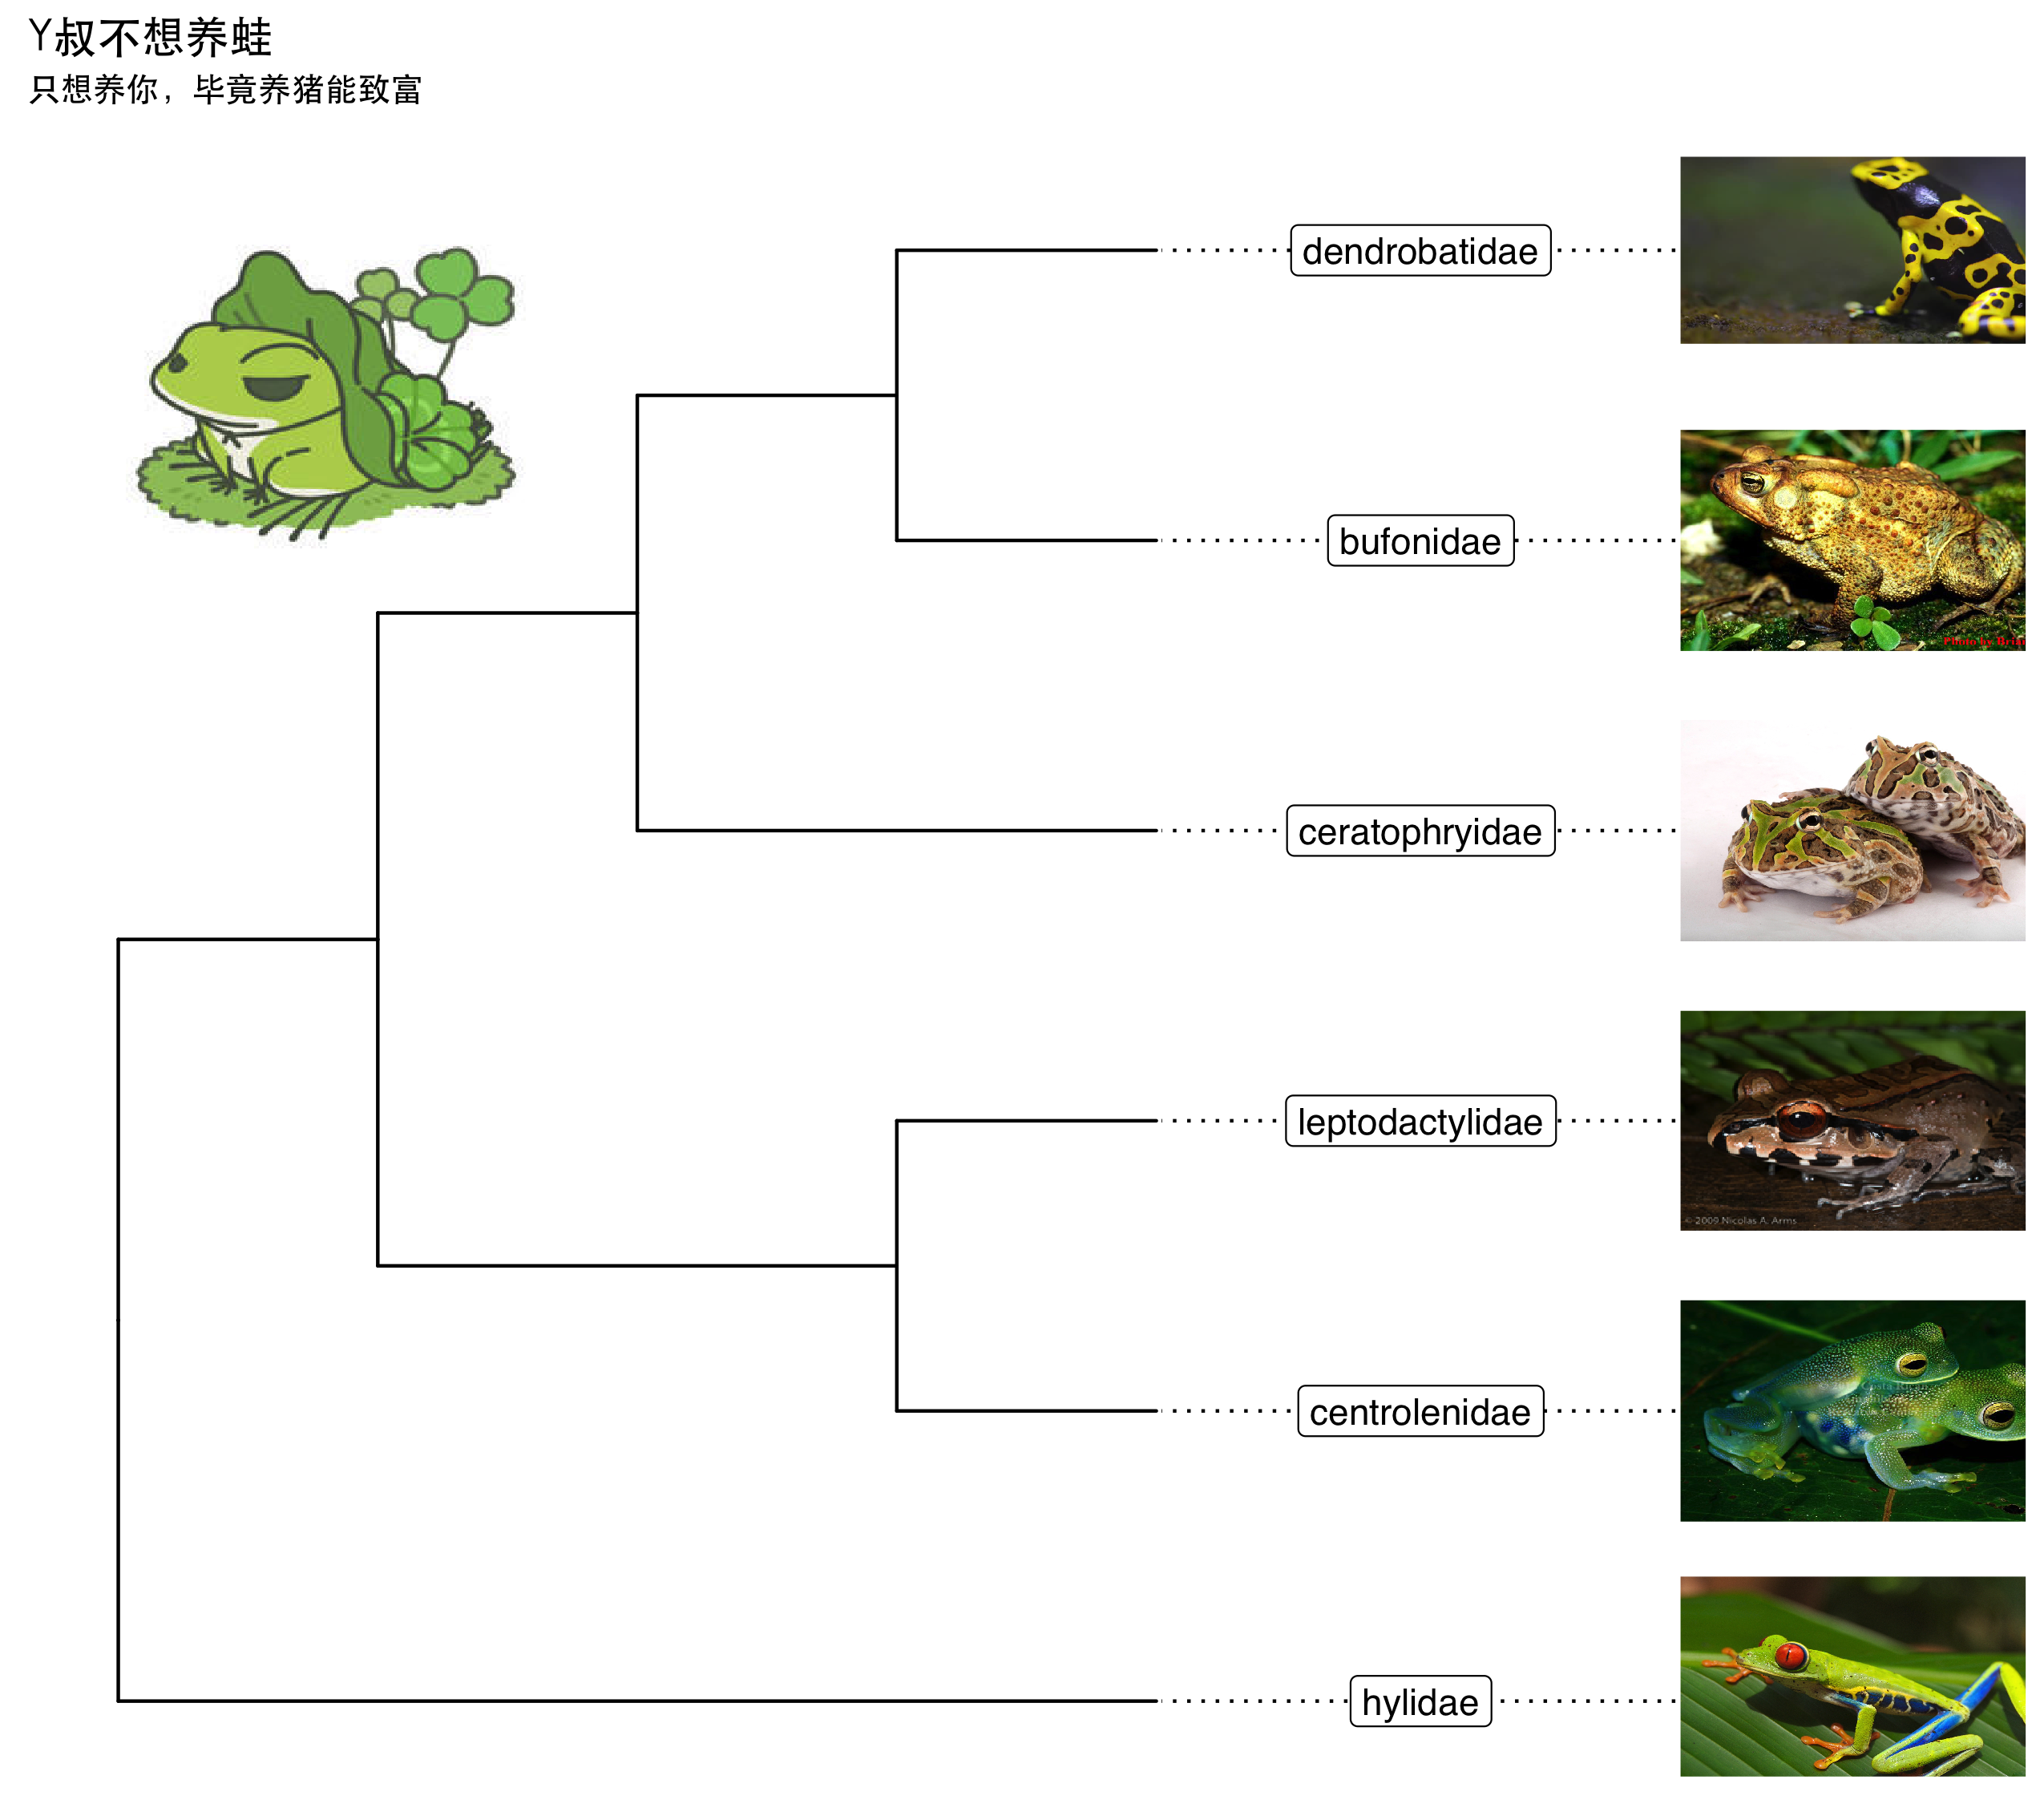 Y叔不想养蛙
只想养你，毕竟养猪能致富
dendrobatidae
bufonidae
Photo by Bria
ceratophryidae
leptodactylidae
© 2009 Nicolas A. Arms
centrolenidae
hylidae